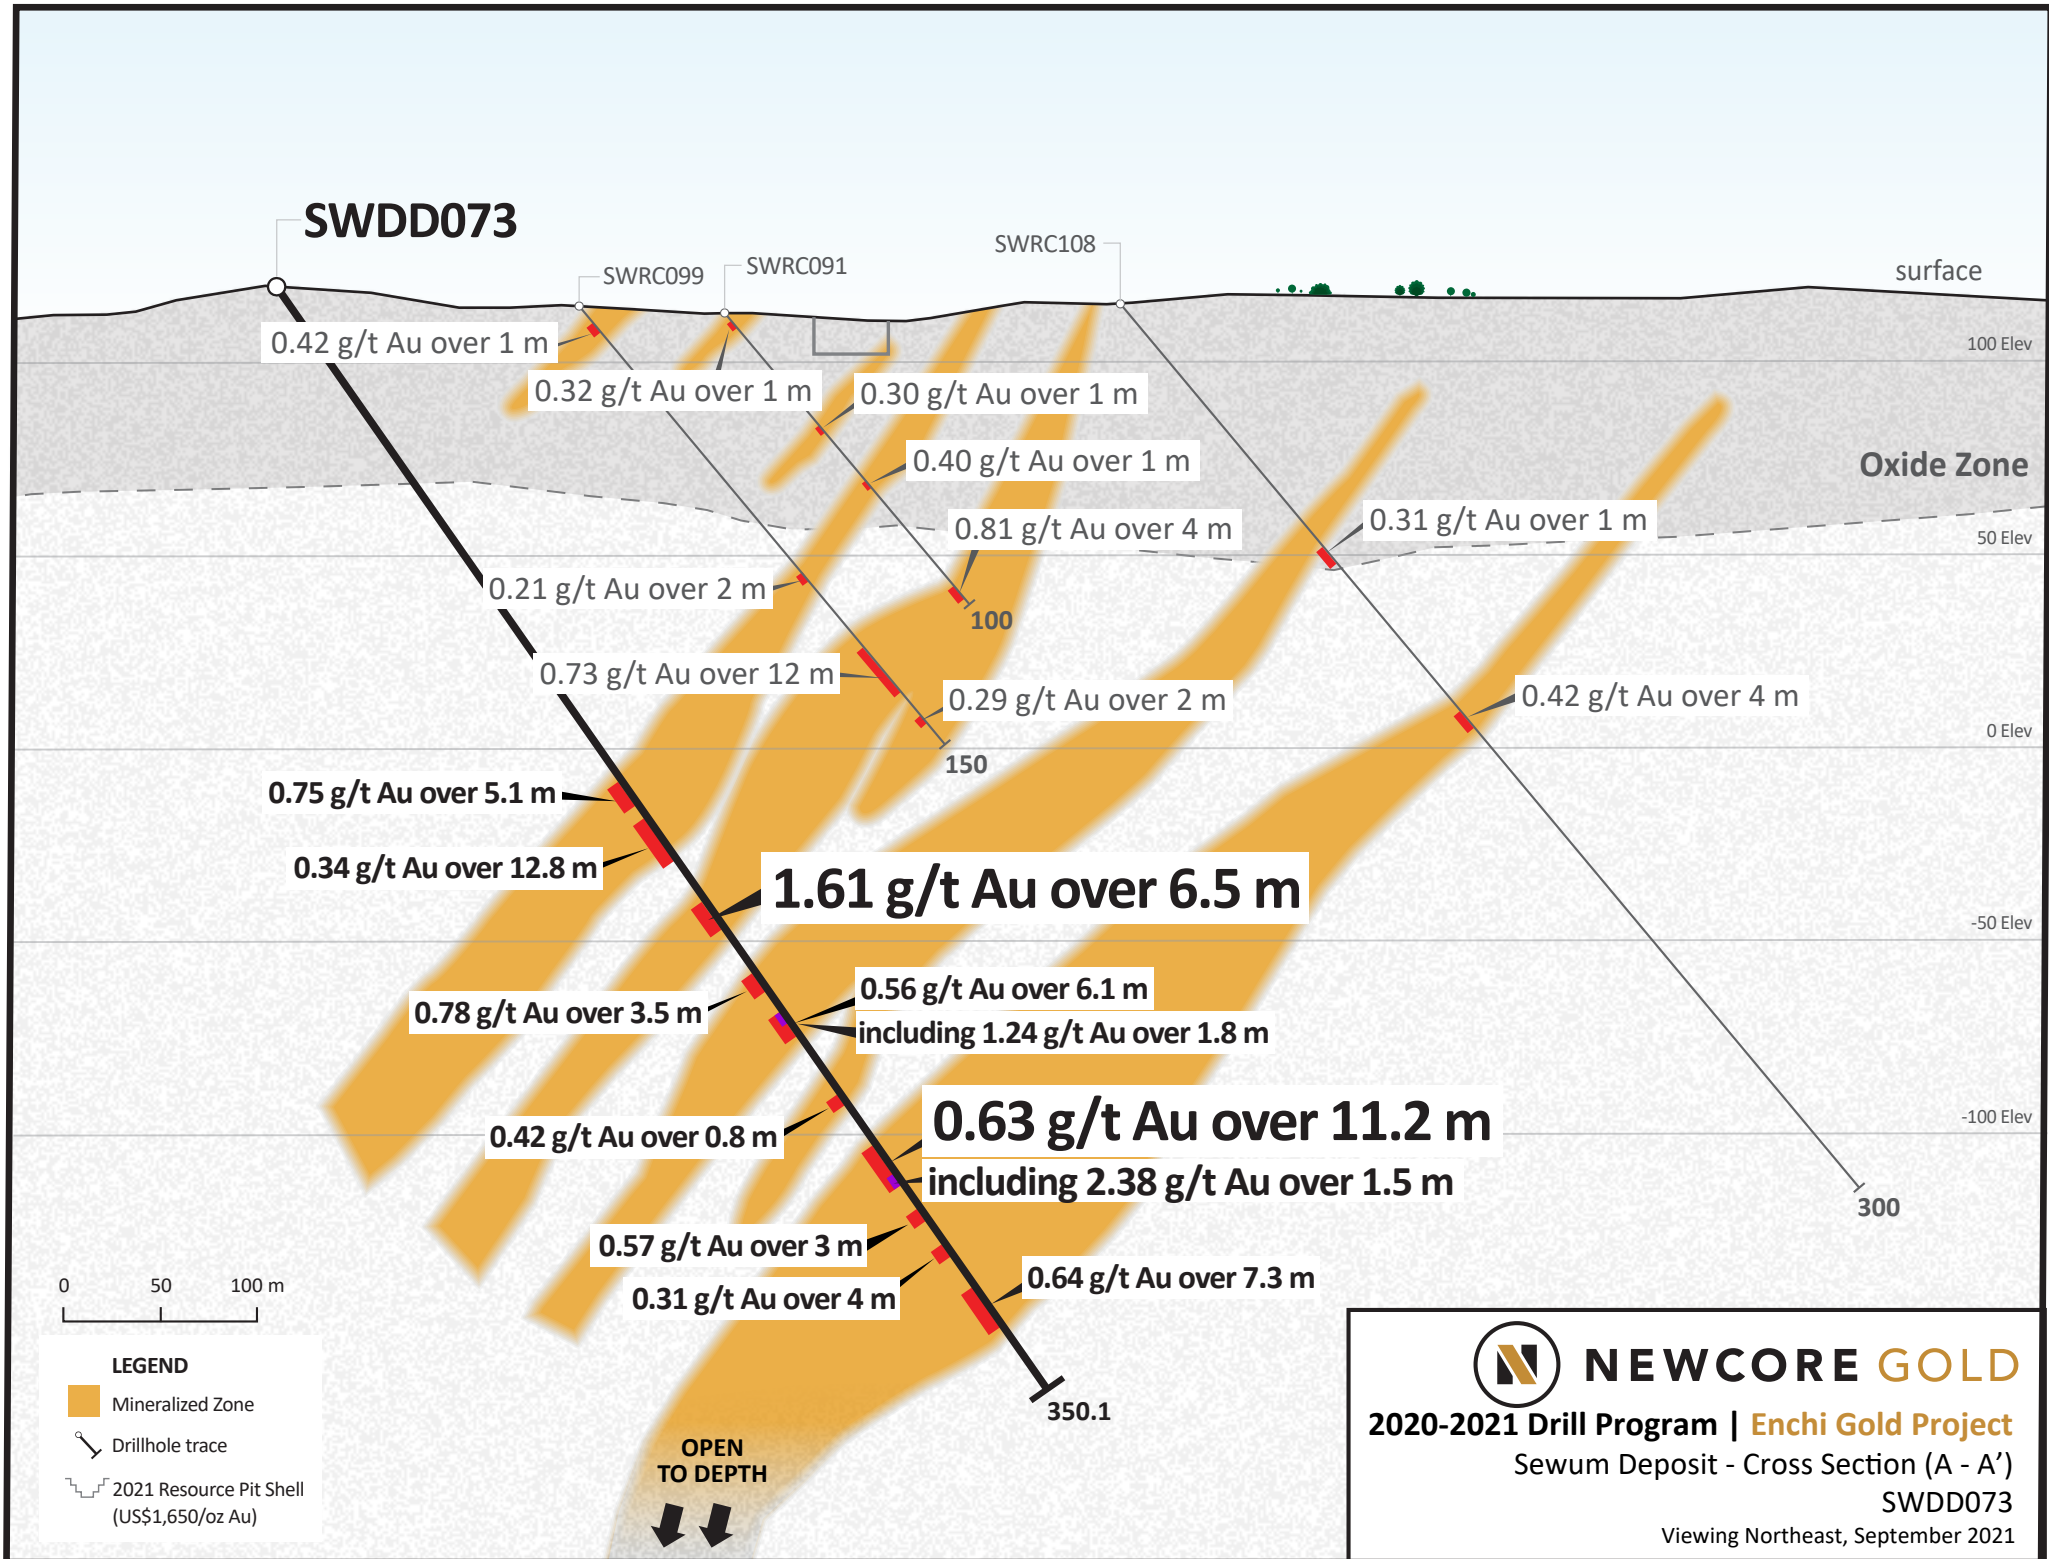 SWDD073
SWRC099
SWRC091
SWRC108
surface
0.42 g/t Au over 1 m
100 Elev
0.32 g/t Au over 1 m
0.30 g/t Au over 1 m
0.40 g/t Au over 1 m
Oxide Zone
0.81 g/t Au over 4 m
0.31 g/t Au over 1 m
50 Elev
0.21 g/t Au over 2 m
100
0.73 g/t Au over 12 m
0.29 g/t Au over 2 m
0.42 g/t Au over 4 m
0 Elev
150
0.75 g/t Au over 5.1 m
0.34 g/t Au over 12.8 m
1.61 g/t Au over 6.5 m
-50 Elev
0.78 g/t Au over 3.5 m
0.56 g/t Au over 6.1 m
including 1.24 g/t Au over 1.8 m
0.42 g/t Au over 0.8 m
0.63 g/t Au over 11.2 m
-100 Elev
including 2.38 g/t Au over 1.5 m
300
0.57 g/t Au over 3 m
0.31 g/t Au over 4 m
0.64 g/t Au over 7.3 m
350.1
OPEN
TO DEPTH
0 50 100 m
LEGEND
Mineralized Zone
Drillhole trace
2021 Resource Pit Shell
(US$1,650/oz Au)
NEWCORE GOLD
2020-2021 Drill Program | Enchi Gold Project
Sewum Deposit - Cross Section (A - A’)
SWDD073
Viewing Northeast, September 2021